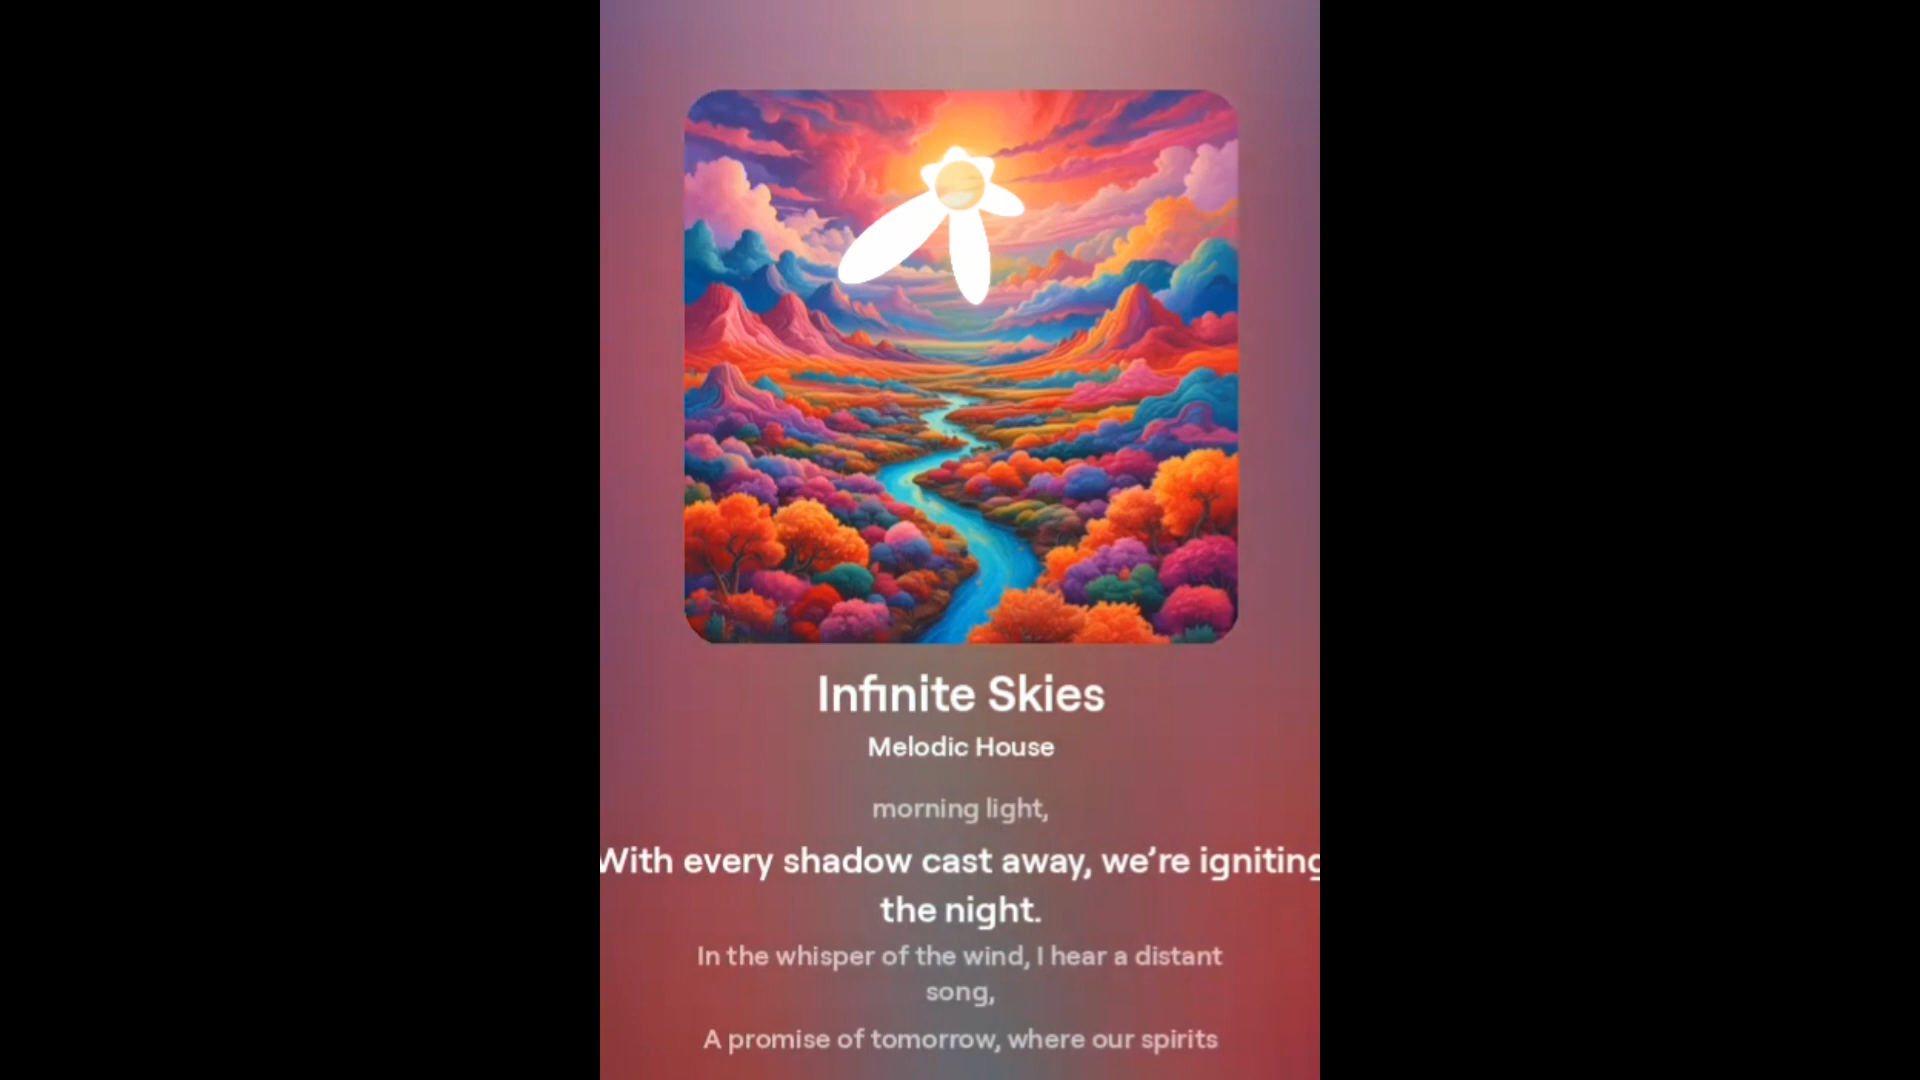 Infinite Skies
Melodic House
morning light,
With every shadow cast away, we’re igniting
the night.
In the whisper of the wind, I hear a distant
song,
A promise of tomorrow, where our spirits